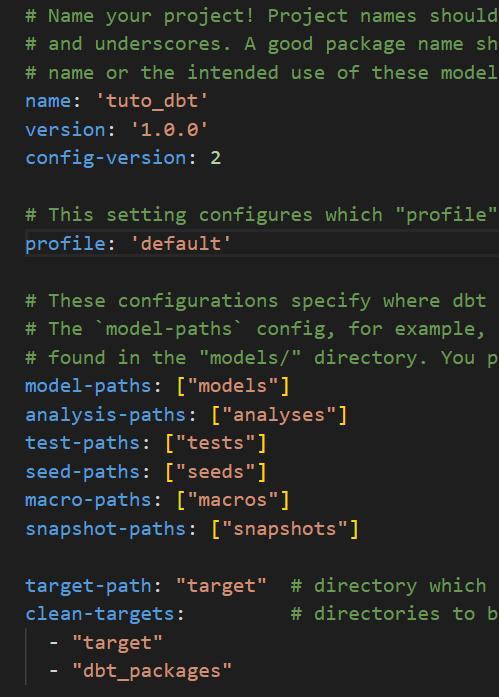 # Name your project! Project names should
# and underscores. A good package name sh
# name or the intended use of these model
name: 'tuto_dbt'
version: '1.0.0'
config-version: 2
# This setting configures which "profile"
profile: 'default'
# These configurations specify where dbt
# The `model-paths` config, for example,
# found in the "models/" directory. You p
model-paths: ["models"]
analysis-paths: ["analyses"]
test-paths: ["tests"]
seed-paths: ["seeds"]
macro-paths: ["macros"]
snapshot-paths: ["snapshots"]
target-path: "target"  # directory which
clean-targets:         # directories to b
  - "target"
  - "dbt_packages"